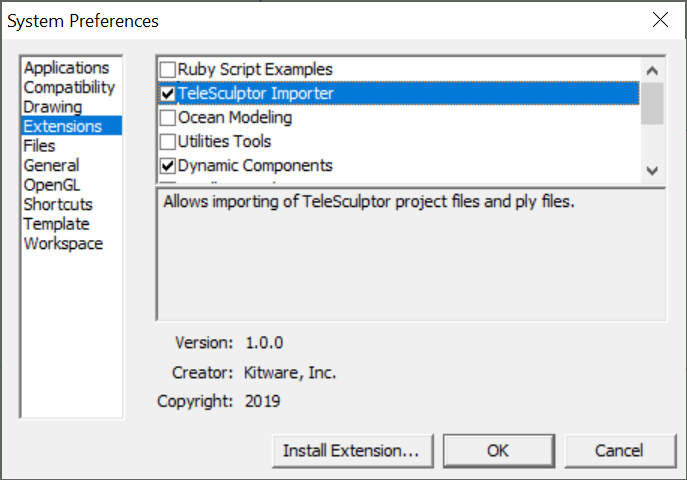 System Preferences
Applications
Compatibility
Drawing
Extensions
Files
General
OpenGL
Shortcuts
Template
Workspace
Ruby Script Examples
TeleSculptor Importer
Ocean Modeling
Utilities Tools
Dynamic Components
Allows importing of TeleSculptor project files and ply files.
Version: 1.0.0
Creator: Kitware, Inc.
Copyright: 2019
Install Extension...
OK
Cancel